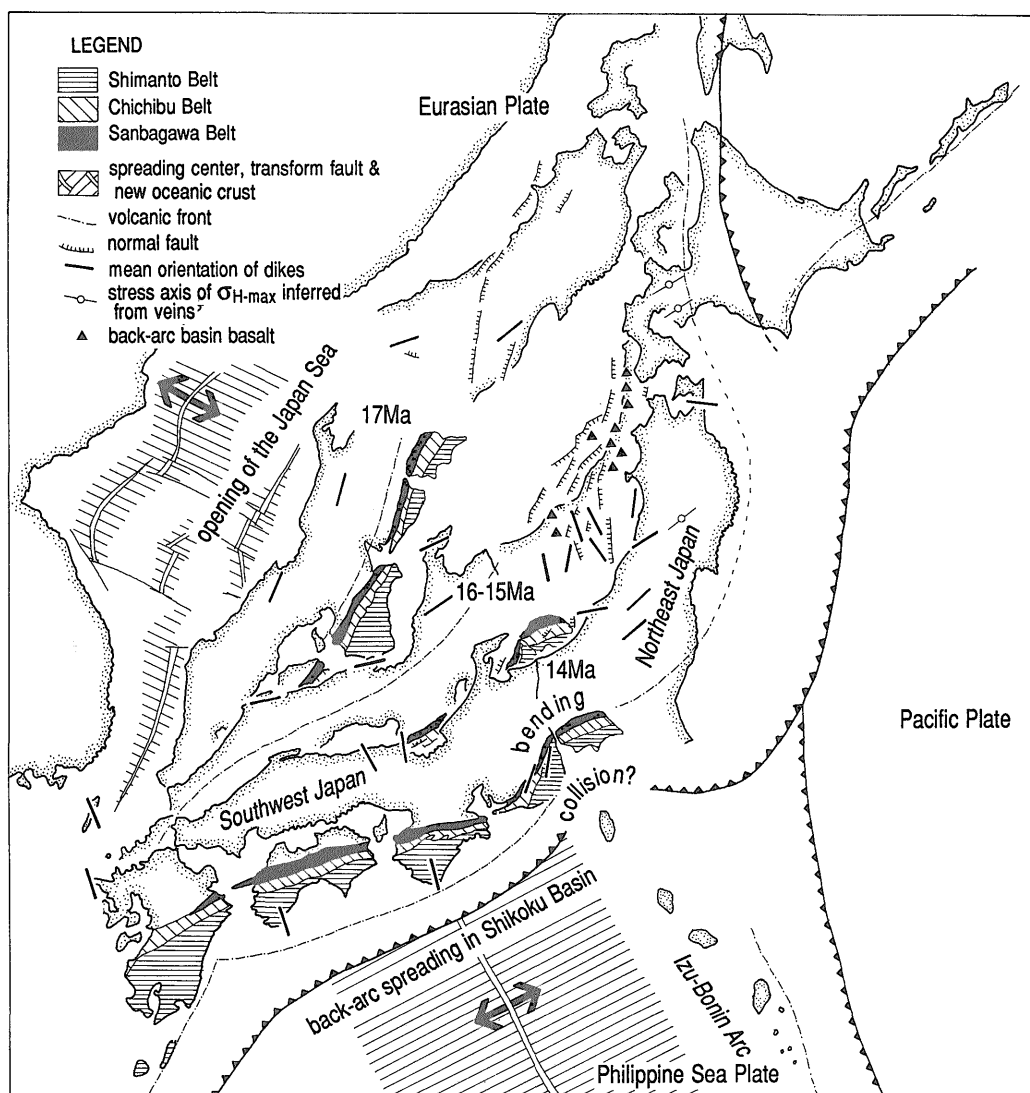 LEGEND
Shimanto Belt
Chichibu Belt
Sanbagawa Belt
spreading center, transform fault &
new oceanic crust
volcanic front
normal fault
mean orientation of dikes
stress axis of σH-max inferred
from veins
back-arc basin basalt
Eurasian Plate
opening of the Japan Sea
17Ma
16-15Ma
14Ma
bending
collision?
Northeast Japan
Southwest Japan
Pacific Plate
back-arc spreading in Shikoku Basin
Izu-Bonin Arc
Philippine Sea Plate